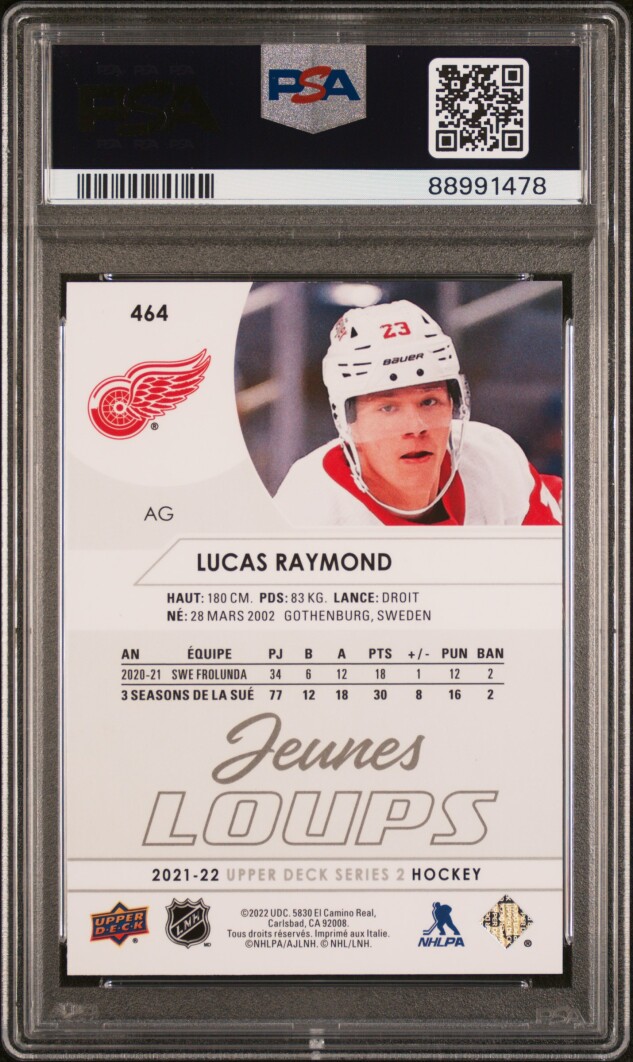 PSA
88991478
464
23
BAUER
®
AG
LUCAS RAYMOND
HAUT: 180 CM. PDS: 83 KG. LANCE: DROIT
NÉ: 28 MARS 2002 GOTHENBURG, SWEDEN
AN ÉQUIPE PJ B A PTS +/- PUN BAN
2020-21 SWE FROLUNDA 34 6 12 18 1 12 2
3 SEASONS DE LA SUÉ 77 12 18 30 8 16 2
Jeunes
LOUPS
2021-22 UPPER DECK SERIES 2 HOCKEY
UPPER DECK ®
LNH
MD
©2022 UDC. 5830 El Camino Real,
Carlsbad, CA 92008.
Tous droits réservés. Imprimé aux Italie.
©NHLPA/AJLNH. © NHL/LNH.
NHLPA
®